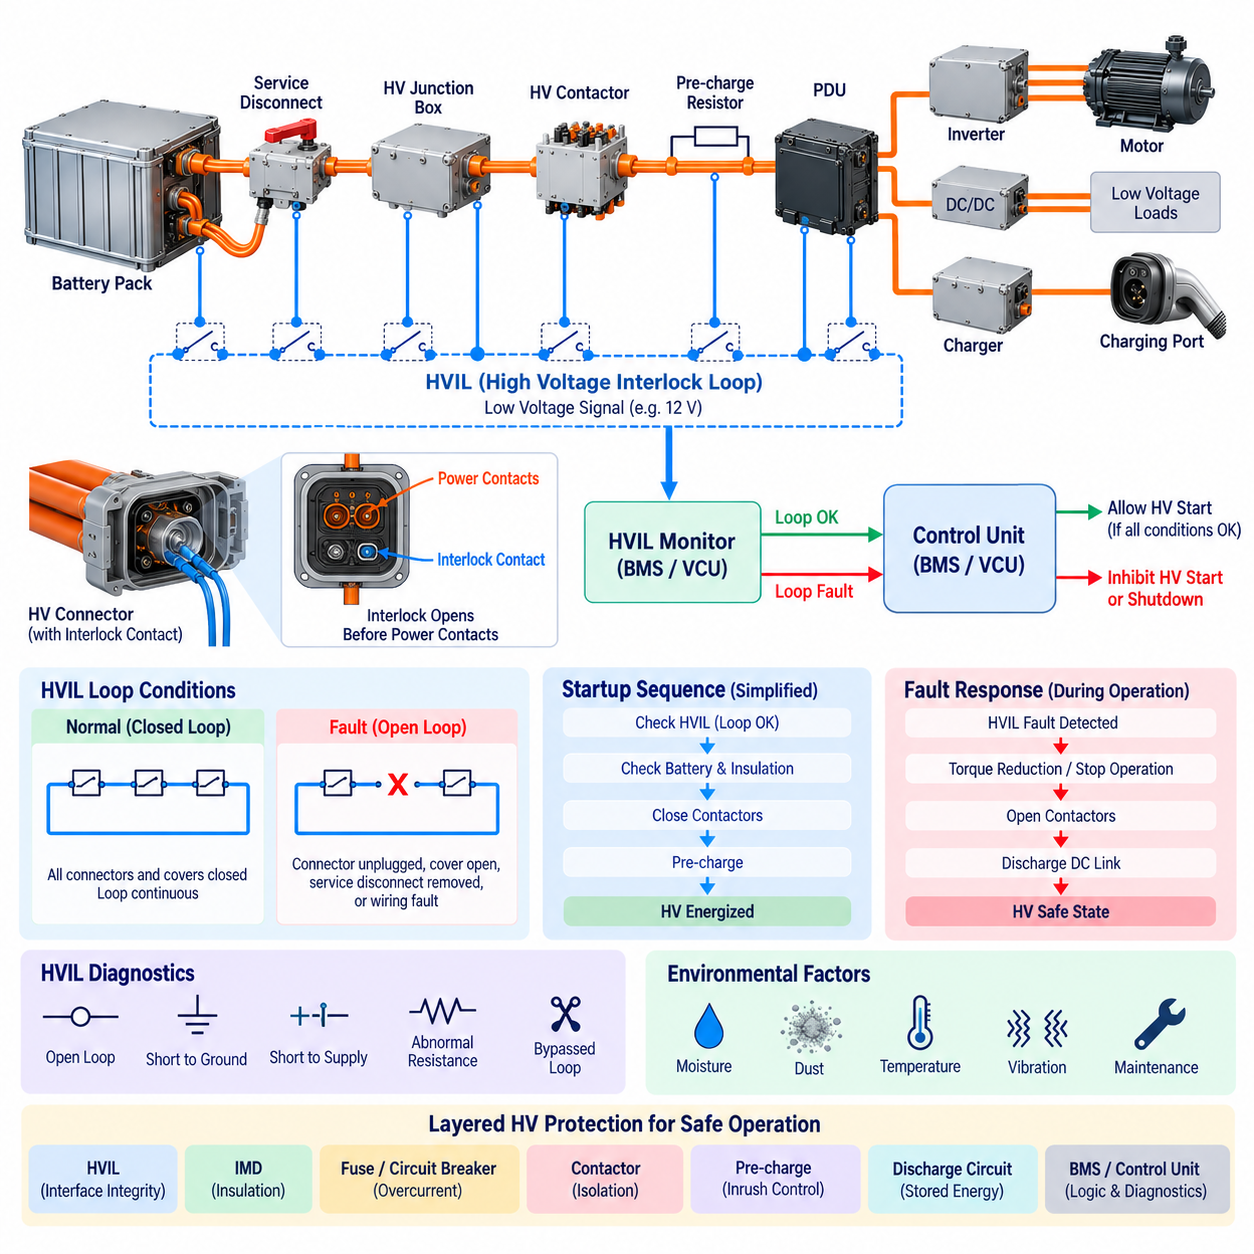 Service
Disconnect
HV Junction
Box
HV Contactor
Pre-charge
Resistor
PDU
Inverter
Motor
DC/DC
Low Voltage
Loads
Battery Pack
Charger
Charging Port
HVIL (High Voltage Interlock Loop)
Low Voltage Signal (e.g. 12 V)
Power Contacts
Interlock Contact
Interlock Opens
Before Power Contacts
HV Connector
(with Interlock Contact)
HVIL Monitor
(BMS / VCU)
Loop OK
Loop Fault
Control Unit
(BMS / VCU)
Allow HV Start
(If all conditions OK)
Inhibit HV Start
or Shutdown
HVIL Loop Conditions
Normal (Closed Loop)
All connectors and covers closed
Loop continuous
Fault (Open Loop)
X
Connector unplugged, cover open,
service disconnect removed,
or wiring fault
Startup Sequence (Simplified)
Check HVIL (Loop OK)
Check Battery & Insulation
Close Contactors
Pre-charge
HV Energized
Fault Response (During Operation)
HVIL Fault Detected
Torque Reduction / Stop Operation
Open Contactors
Discharge DC Link
HV Safe State
HVIL Diagnostics
Open Loop
Short to Ground
Short to Supply
Abnormal
Resistance
Bypassed
Loop
Environmental Factors
Moisture
Dust
Temperature
Vibration
Maintenance
Layered HV Protection for Safe Operation
HVIL
(Interface Integrity)
IMD
(Insulation)
Fuse / Circuit Breaker
(Overcurrent)
Contactor
(Isolation)
Pre-charge
(Inrush Control)
Discharge Circuit
(Stored Energy)
BMS / Control Unit
(Logic & Diagnostics)